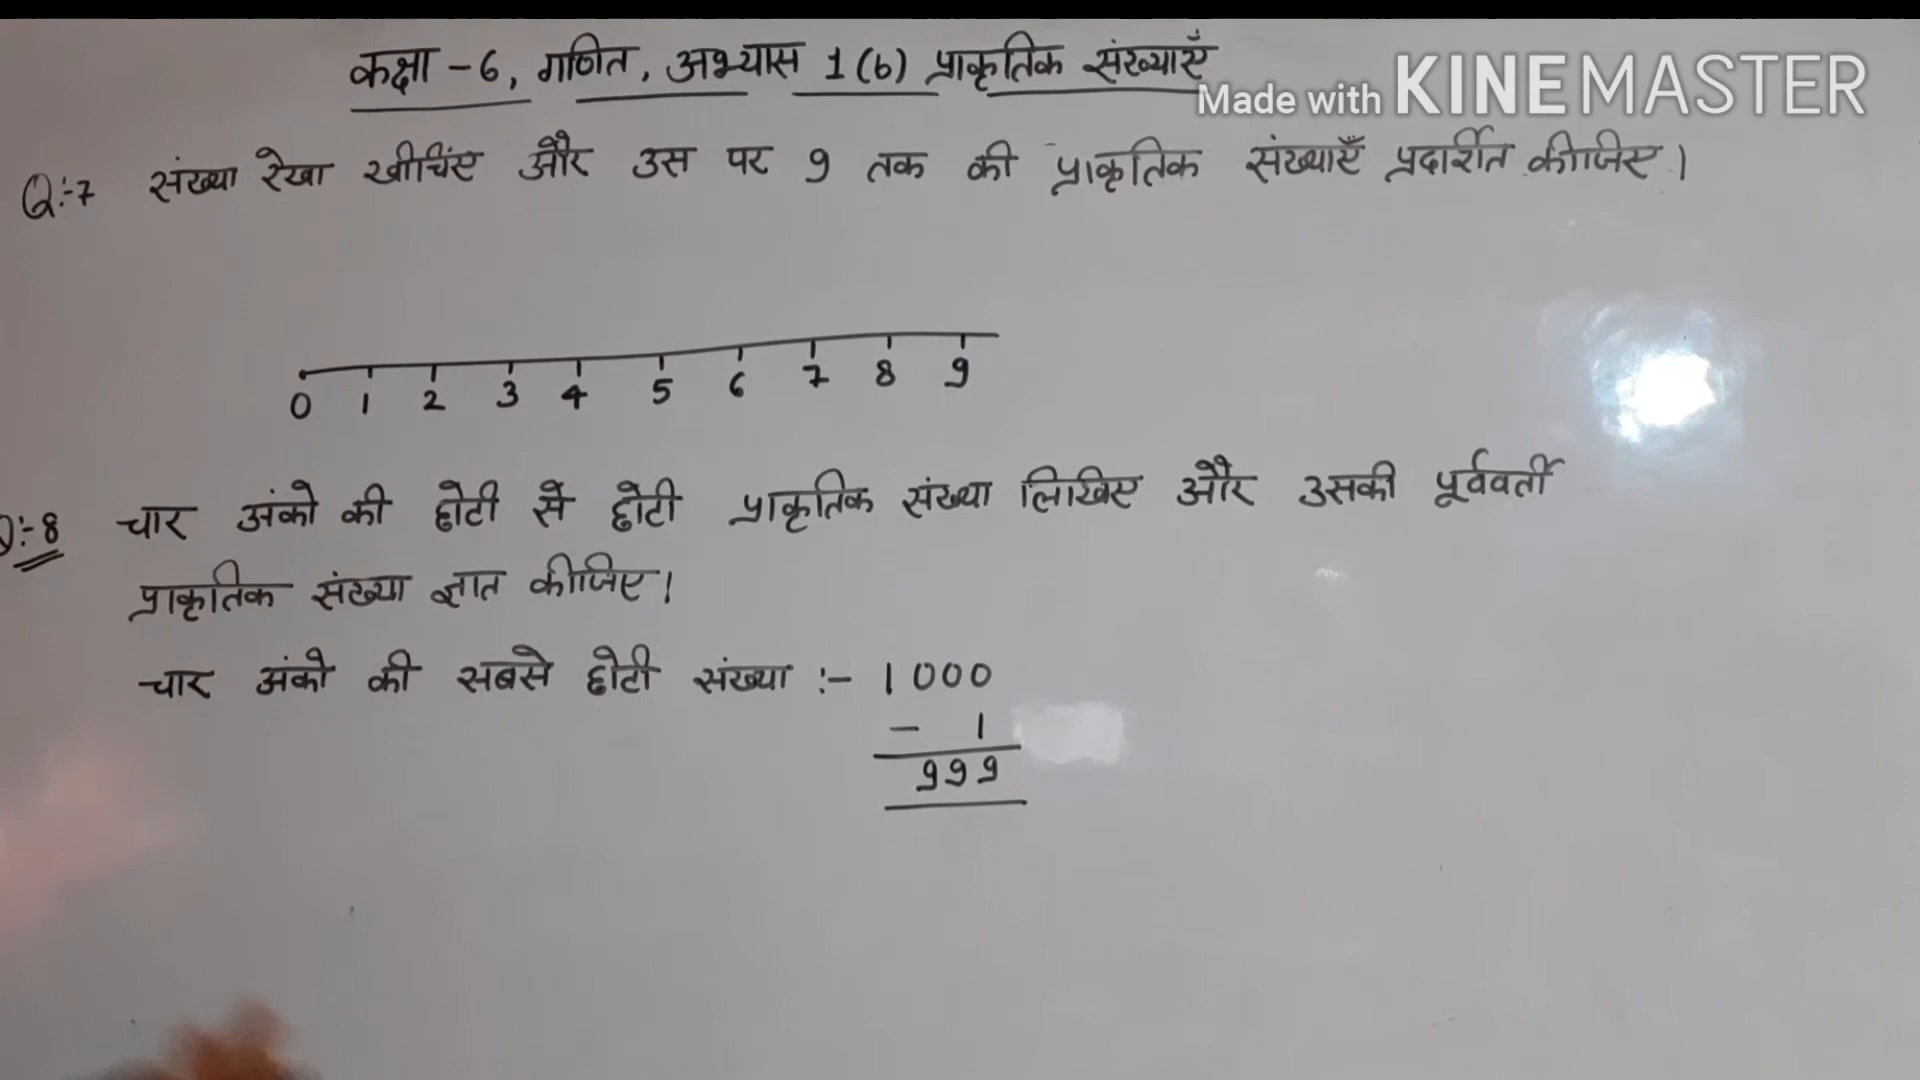 कक्षा -6, गणित, अभ्यास 1(b) प्राकृतिक संख्याएँ
Made with KINEMASTER
Q:-7 संख्या रेखा खीचिंए और उस पर 9 तक की प्राकृतिक संख्याएँ प्रदार्शित कीजिए।
0 1 2 3 4 5 6 7 8 9
Q:-8 चार अंको की छोटी से छोटी प्राकृतिक संख्या लिखिए और उसकी पूर्ववर्ती
प्राकृतिक संख्या ज्ञात कीजिए।
चार अंको की सबसे छोटी संख्या :- 1000
- 1
999